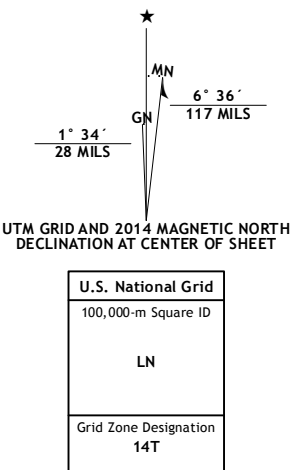 ★
MN
GN
6° 36´
117 MILS
1° 34´
28 MILS
UTM GRID AND 2014 MAGNETIC NORTH
DECLINATION AT CENTER OF SHEET
U.S. National Grid
100,000-m Square ID
LN
Grid Zone Designation
14T